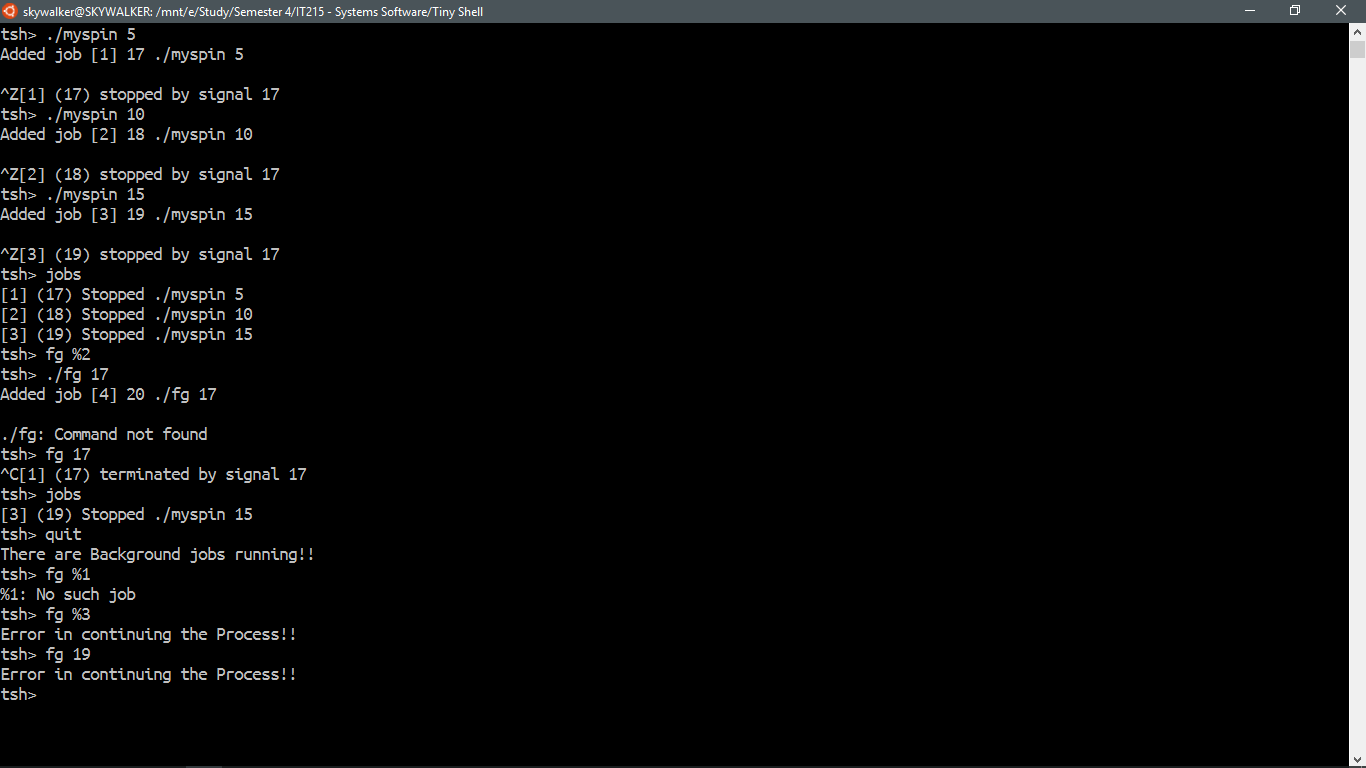 skywalker@SKYWALKER: /mnt/e/Study/Semester 4/IT215 - Systems Software/Tiny Shell
tsh> ./myspin 5
Added job [1] 17 ./myspin 5
^Z[1] (17) stopped by signal 17
tsh> ./myspin 10
Added job [2] 18 ./myspin 10
^Z[2] (18) stopped by signal 17
tsh> ./myspin 15
Added job [3] 19 ./myspin 15
^Z[3] (19) stopped by signal 17
tsh> jobs
[1] (17) Stopped ./myspin 5
[2] (18) Stopped ./myspin 10
[3] (19) Stopped ./myspin 15
tsh> fg %2
tsh> ./fg 17
Added job [4] 20 ./fg 17
./fg: Command not found
tsh> fg 17
^C[1] (17) terminated by signal 17
tsh> jobs
[3] (19) Stopped ./myspin 15
tsh> quit
There are Background jobs running!!
tsh> fg %1
%1: No such job
tsh> fg %3
Error in continuing the Process!!
tsh> fg 19
Error in continuing the Process!!
tsh>